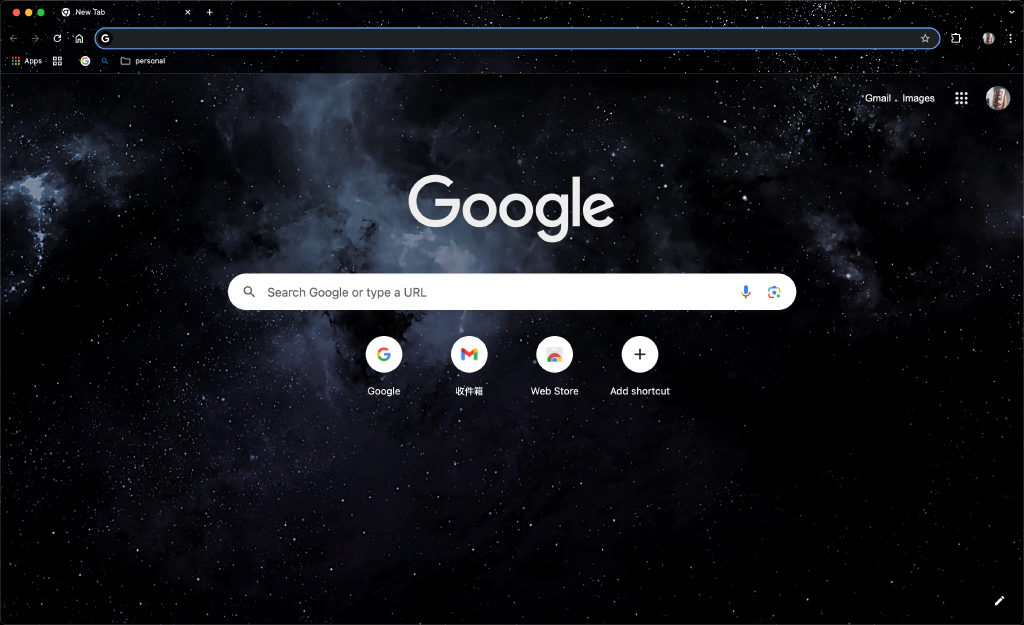 New Tab
Apps
personal
Gmail Images
Google
Search Google or type a URL
Google 收件箱 Web Store Add shortcut